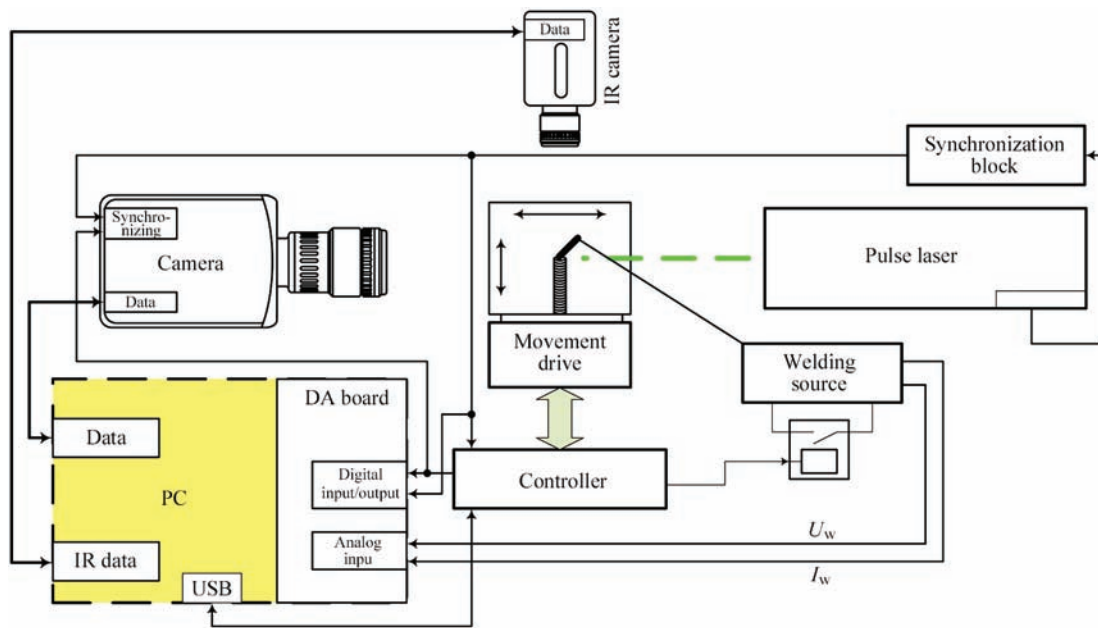 Data
IR camera
Synchronization
block
Synchro-
nizing
Camera
Data
Pulse laser
Movement
drive
Welding
source
DA board
Data
PC
Digital
input/output
Controller
Analog
inpu
IR data
USB
Uw
Iw